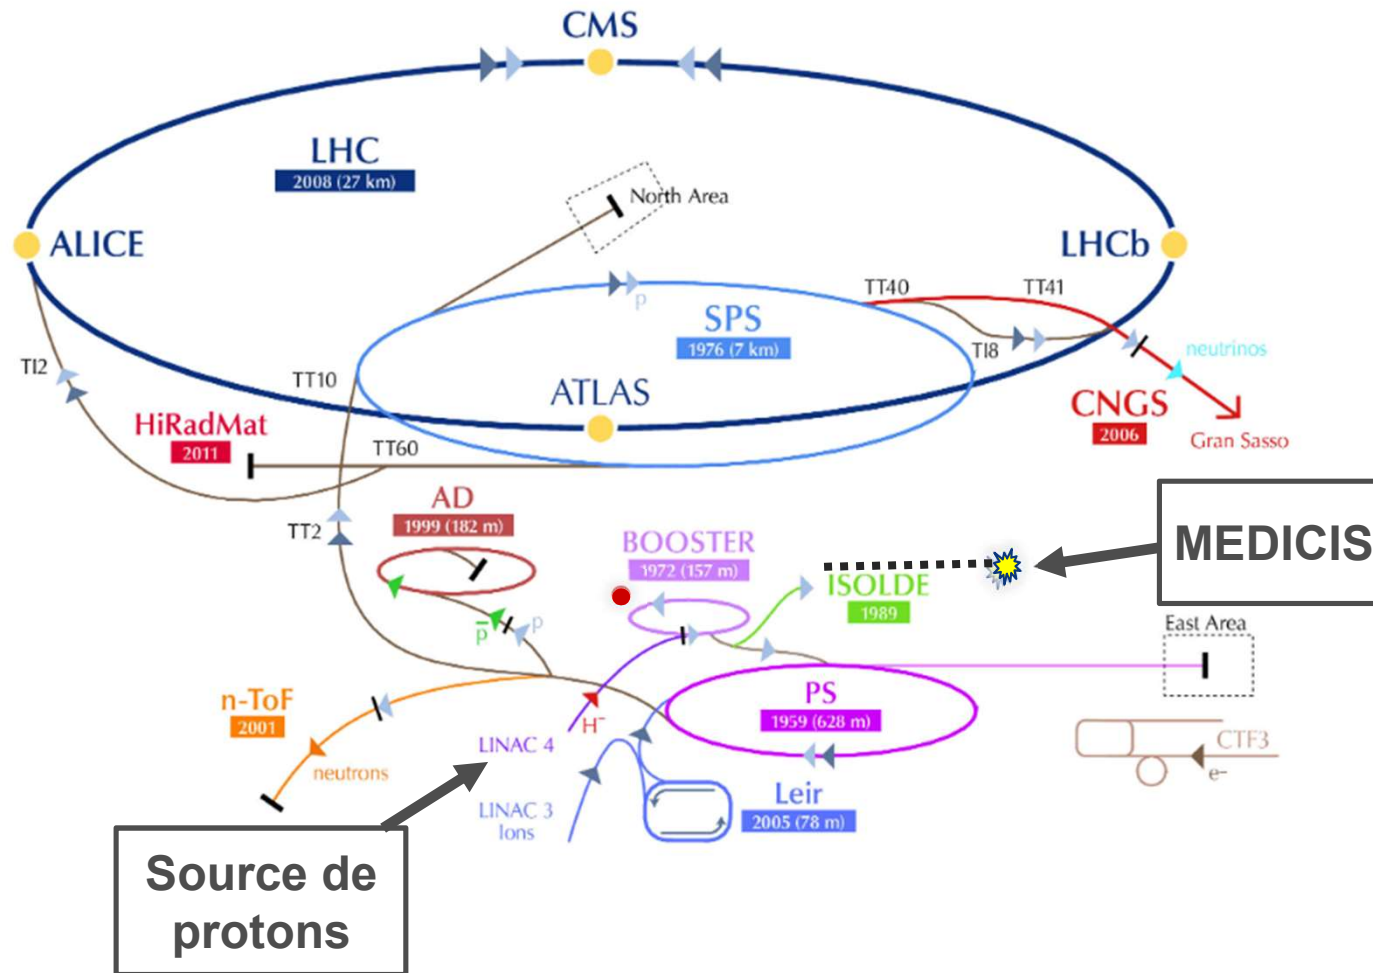 CMS
LHC
2008 (27 km)
North Area
ALICE
LHCb
TT40
TT41
p
SPS
1976 (7 km)
TI8
neutrinos
TI2
TT10
ATLAS
CNGS
2006
Gran Sasso
HiRadMat
2011
TT60
AD
1999 (182 m)
TT2
BOOSTER
1972 (157 m)
MEDICIS
ISOLDE
1989
p̅
p
East Area
n-ToF
2001
PS
1959 (628 m)
H⁻
LINAC 4
neutrons
CTF3
e-
LINAC 3
Ions
Leir
2005 (78 m)
Source de
protons